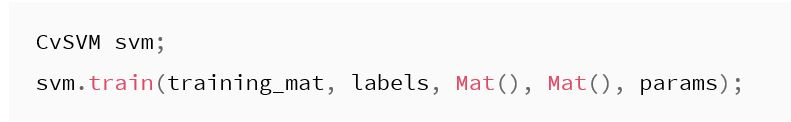 CvSVM svm;
svm.train(training_mat, labels, Mat(), Mat(), params);